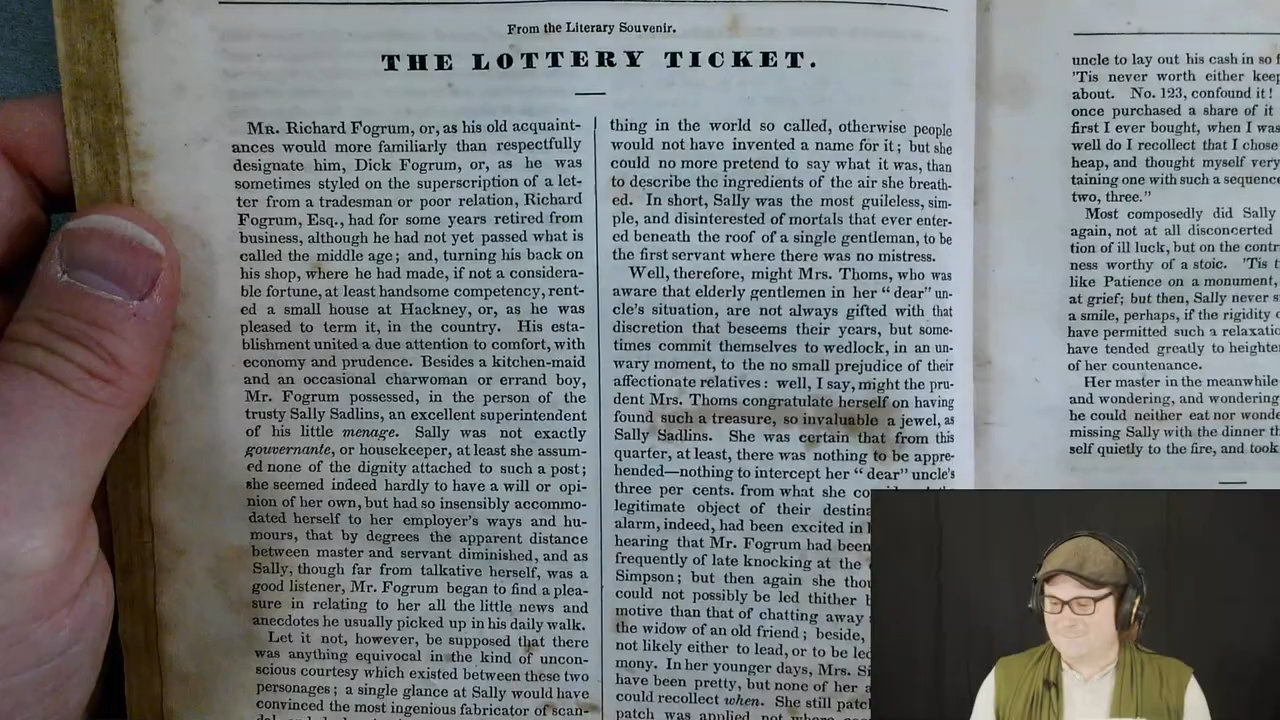 From the Literary Souvenir.
THE LOTTERY TICKET.
MR. Richard Fogrum, or, as his old acquaint-
ances would more familiarly than respectfully
designate him, Dick Fogrum, or, as he was
sometimes styled on the superscription of a let-
ter from a tradesman or poor relation, Richard
Fogrum, Esq., had for some years retired from
business, although he had not yet passed what is
called the middle age; and, turning his back on
his shop, where he had made, if not a considera-
ble fortune, at least handsome competency, rent-
ed a small house at Hackney, or, as he was
pleased to term it, in the country. His esta-
blishment united a due attention to comfort, with
economy and prudence. Besides a kitchen-maid
and an occasional charwoman or errand boy,
Mr. Fogrum possessed, in the person of the
trusty Sally Sadlins, an excellent superintendent
of his little menage. Sally was not exactly
gouvernante, or housekeeper, at least she assum-
ed none of the dignity attached to such a post;
she seemed indeed hardly to have a will or opi-
nion of her own, but had so insensibly accommo-
dated herself to her employer's ways and hu-
mours, that by degrees the apparent distance
between master and servant diminished, and as
Sally, though far from talkative herself, was a
good listener, Mr. Fogrum began to find a plea-
sure in relating to her all the little news and
anecdotes he usually picked up in his daily walk.
Let it not, however, be supposed that there
was anything equivocal in the kind of uncon-
scious courtesy which existed between these two
personages; a single glance at Sally would have
convinced the most ingenious fabricator of scan-
thing in the world so called, otherwise people
would not have invented a name for it; but she
could no more pretend to say what it was, than
to describe the ingredients of the air she breath-
ed. In short, Sally was the most guileless, sim-
ple, and disinterested of mortals that ever enter-
ed beneath the roof of a single gentleman, to be
the first servant where there was no mistress.
Well, therefore, might Mrs. Thoms, who was
aware that elderly gentlemen in her "dear" un-
cle's situation, are not always gifted with that
discretion that beseems their years, but some-
times commit themselves to wedlock, in an un-
wary moment, to the no small prejudice of their
affectionate relatives: well, I say, might the pru-
dent Mrs. Thoms congratulate herself on having
found such a treasure, so invaluable a jewel, as
Sally Sadlins. She was certain that from this
quarter, at least, there was nothing to be appre-
hended—nothing to intercept her "dear" uncle's
three per cents. from what she
legitimate object of their
alarm, indeed, had been excited in
hearing that Mr. Fogrum had been
frequently of late knocking at the
Simpson; but then again she
could not possibly be led thither
motive than that of chatting away
the widow of an old friend; beside,
not likely either to lead, or to be
mony. In her younger days, Mrs.
have been pretty, but none of her
could recollect when. She still
patch was applied, not where
uncle to lay out his cash in so
'Tis never worth either
about. No. 123, confound it!
once purchased a share of it
first I ever bought, when I was
well do I recollect that I chose
heap, and thought myself very
taining one with such a sequence
two, three."
Most composedly did Sally
again, not at all disconcerted
tion of ill luck, but on the
ness worthy of a stoic. 'Tis
like Patience on a monument,
at grief; but then, Sally never
a smile, perhaps, if the rigidity
have permitted such a
have tended greatly to
of her countenance.
Her master in the meanwhile
and wondering, and wondering
he could neither eat nor
missing Sally with the dinner
self quietly to the fire, and took